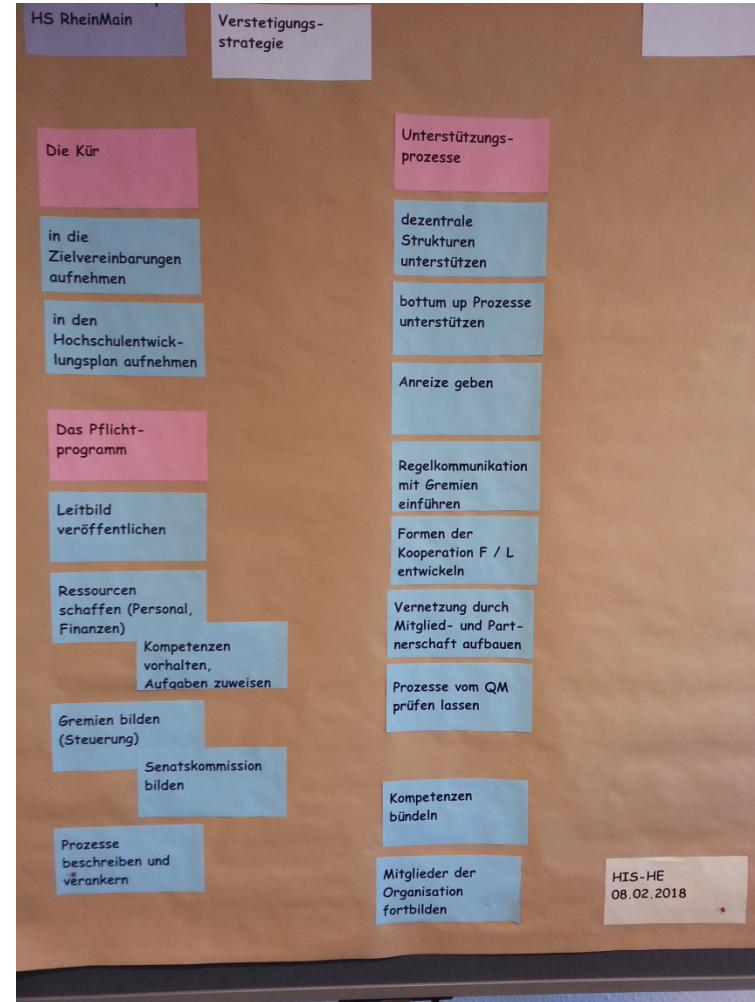 HS RheinMain
Verstetigungs-
strategie
Die Kür
in die
Zielvereinbarungen
aufnehmen
in den
Hochschulentwick-
lungsplan aufnehmen
Das Pflicht-
programm
Leitbild
veröffentlichen
Ressourcen
schaffen (Personal,
Finanzen)
Kompetenzen
vorhalten,
Aufgaben zuweisen
Gremien bilden
(Steuerung)
Senatskommission
bilden
Prozesse
beschreiben und
verankern
Unterstützungs-
prozesse
dezentrale
Strukturen
unterstützen
bottum up Prozesse
unterstützen
Anreize geben
Regelkommunikation
mit Gremien
einführen
Formen der
Kooperation F / L
entwickeln
Vernetzung durch
Mitglied- und Part-
nerschaft aufbauen
Prozesse vom QM
prüfen lassen
Kompetenzen
bündeln
Mitglieder der
Organisation
fortbilden
HIS-HE
08.02.2018